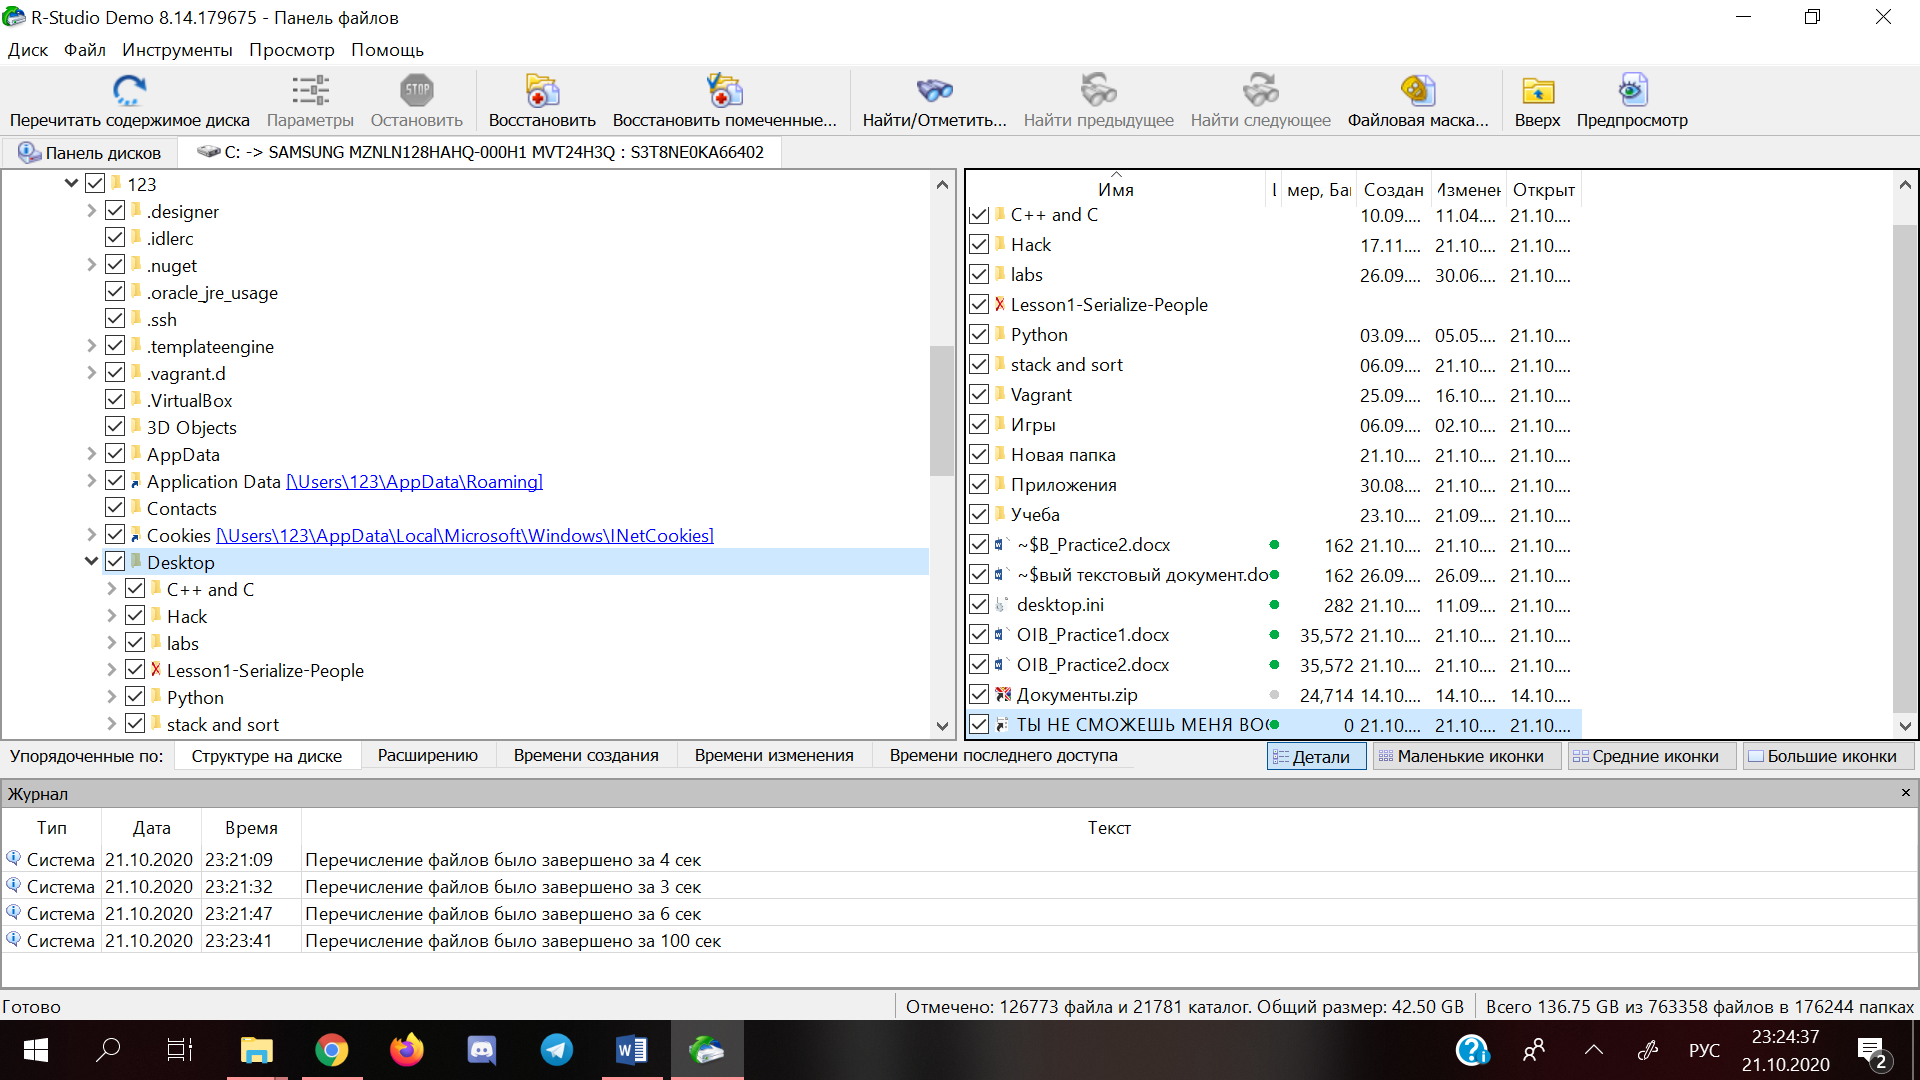 R-Studio Demo 8.14.179675 - Панель файлов
Диск Файл Инструменты Просмотр Помощь
STOP
Перечитать содержимое диска Параметры Остановить Восстановить Восстановить помеченные... Найти/Отметить... Найти предыдущее Найти следующее Файловая маска... Вверх Предпросмотр
Панель дисков C: -> SAMSUNG MZNLN128HAHQ-000H1 MVT24H3Q : S3T8NE0KA66402
123
.designer
.idlerc
.nuget
.oracle_jre_usage
.ssh
.templateengine
.vagrant.d
.VirtualBox
3D Objects
AppData
Application Data [\Users\123\AppData\Roaming]
Contacts
Cookies [\Users\123\AppData\Local\Microsoft\Windows\INetCookies]
Desktop
C++ and C
Hack
labs
Lesson1-Serialize-People
Python
stack and sort
Имя мер, Ба Создан Изменен Открыт
C++ and C 10.09.... 11.04.... 21.10....
Hack 17.11.... 21.10.... 21.10....
labs 26.09.... 30.06.... 21.10....
Lesson1-Serialize-People
Python 03.09.... 05.05.... 21.10....
stack and sort 06.09.... 21.10.... 21.10....
Vagrant 25.09.... 16.10.... 21.10....
Игры 06.09.... 02.10.... 21.10....
Новая папка 21.10.... 21.10.... 21.10....
Приложения 30.08.... 21.10.... 21.10....
Учеба 23.10.... 21.09.... 21.10....
~$B_Practice2.docx 162 21.10.... 21.10.... 21.10....
~$вый текстовый документ.do 162 26.09.... 26.09.... 21.10....
desktop.ini 282 21.10.... 11.09.... 21.10....
OIB_Practice1.docx 35,572 21.10.... 21.10.... 21.10....
OIB_Practice2.docx 35,572 21.10.... 21.10.... 21.10....
Документы.zip 24,714 14.10.... 14.10.... 14.10....
ТЫ НЕ СМОЖЕШЬ МЕНЯ ВОС 0 21.10.... 21.10.... 21.10....
Упорядоченные по: Структуре на диске Расширению Времени создания Времени изменения Времени последнего доступа Детали Маленькие иконки Средние иконки Большие иконки
Журнал
Тип Дата Время Текст
Система 21.10.2020 23:21:09 Перечисление файлов было завершено за 4 сек
Система 21.10.2020 23:21:32 Перечисление файлов было завершено за 3 сек
Система 21.10.2020 23:21:47 Перечисление файлов было завершено за 6 сек
Система 21.10.2020 23:23:41 Перечисление файлов было завершено за 100 сек
Готово Отмечено: 126773 файла и 21781 каталог. Общий размер: 42.50 GB Всего 136.75 GB из 763358 файлов в 176244 папках
РУС 23:24:37
21.10.2020 2